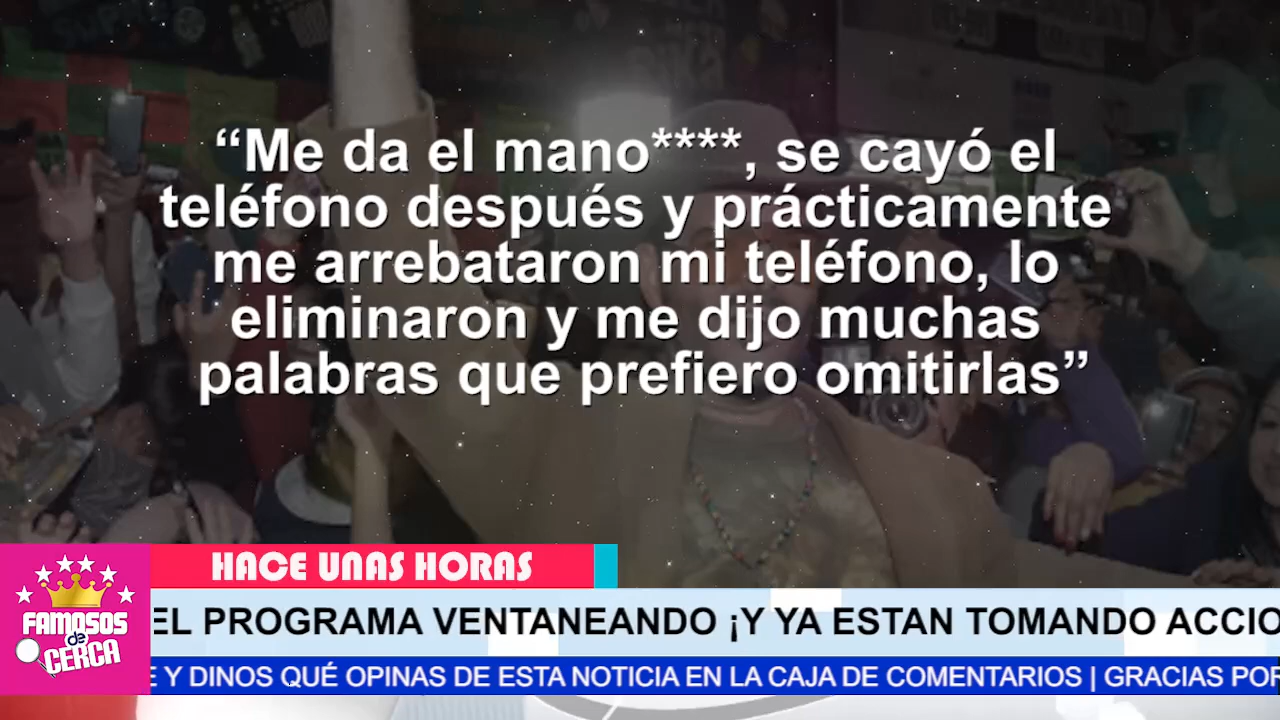 “Me da el mano****, se cayó el
teléfono después y prácticamente
me arrebataron mi teléfono, lo
eliminaron y me dijo muchas
palabras que prefiero omitirlas”
HACE UNAS HORAS
FAMOSOS
de
CERCA
EL PROGRAMA VENTANEANDO ¡Y YA ESTAN TOMANDO ACCIO
E Y DINOS QUÉ OPINAS DE ESTA NOTICIA EN LA CAJA DE COMENTARIOS | GRACIAS POR